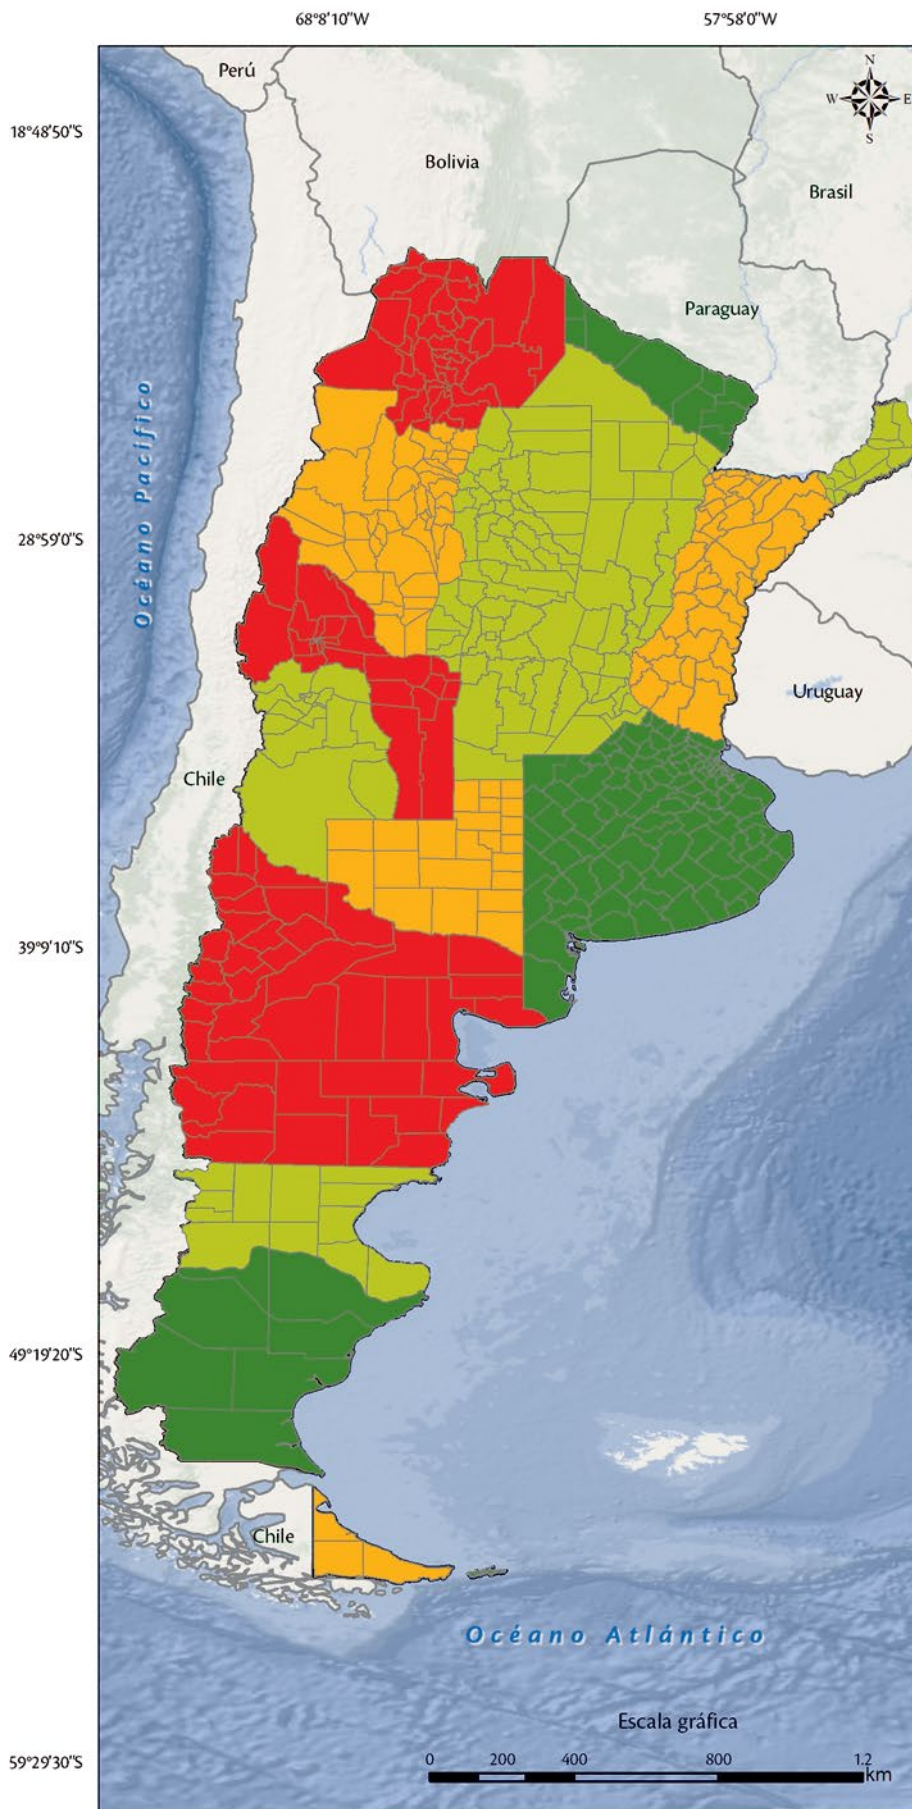 68°8'10"W
57°58'0"W
Perú
N
W
E
S
18°48'50"S
Bolivia
Brasil
Paraguay
Océano Pacífico
28°59'0"S
Uruguay
Chile
39°9'10"S
49°19'20"S
Chile
Océano Atlántico
Escala gráfica
59°29'30"S
0 200 400 800 1.2
km